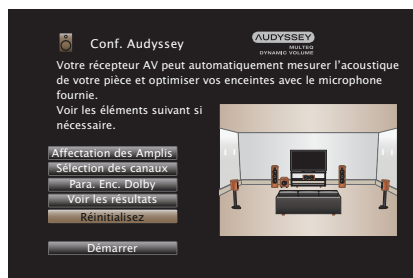 Conf. Audyssey
AUDYSSEY
MULTEQ
DYNAMIC VOLUME
Votre récepteur AV peut automatiquement mesurer l'acoustique
de votre pièce et optimiser vos enceintes avec le microphone
fournie.
Voir les éléments suivant si
nécessaire.
Affectation des Amplis
Sélection des canaux
Para. Enc. Dolby
Voir les résultats
Réinitialisez
Démarrer